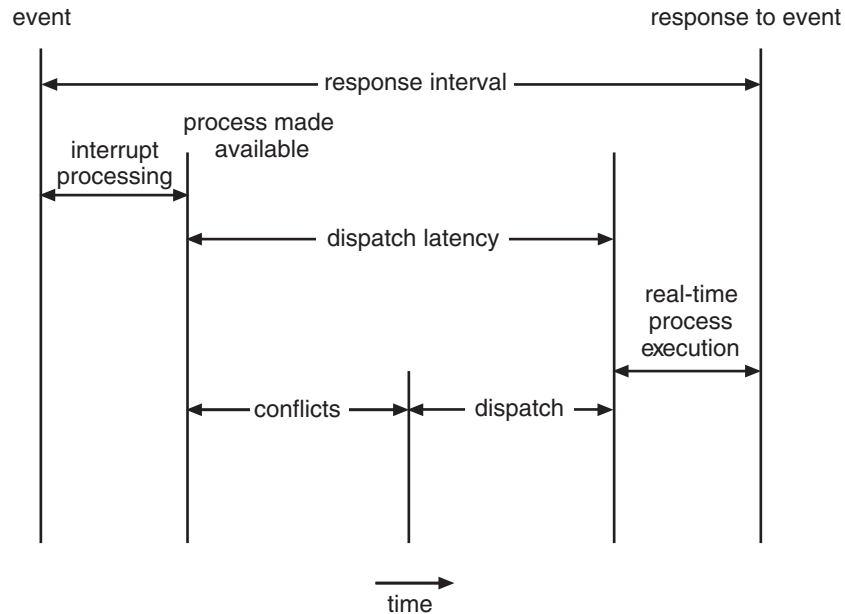 event
response to event
response interval
process made
available
interrupt
processing
dispatch latency
real-time
process
execution
conflicts
dispatch
time